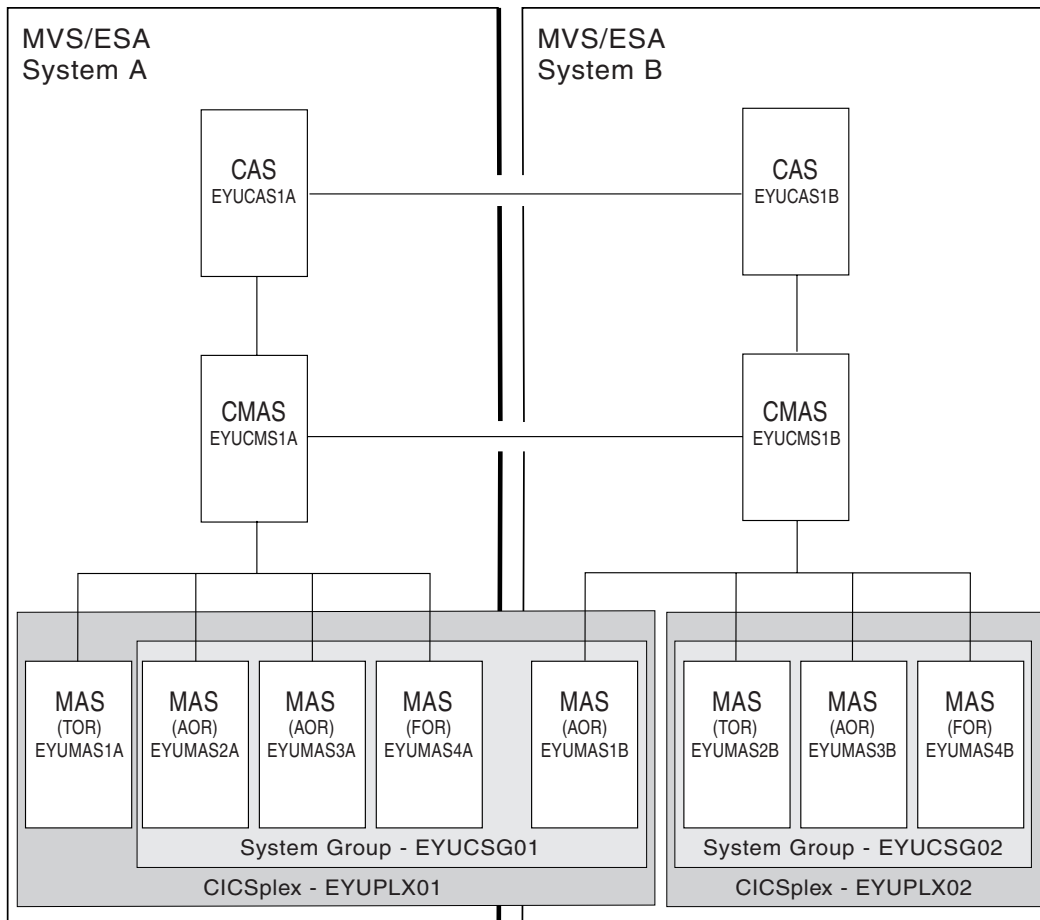 MVS/ESA
System A
MVS/ESA
System B
CAS
EYUCAS1A
CAS
EYUCAS1B
CMAS
EYUCMS1A
CMAS
EYUCMS1B
MAS
(TOR)
EYUMAS1A
MAS
(AOR)
EYUMAS2A
MAS
(AOR)
EYUMAS3A
MAS
(FOR)
EYUMAS4A
MAS
(AOR)
EYUMAS1B
MAS
(TOR)
EYUMAS2B
MAS
(AOR)
EYUMAS3B
MAS
(FOR)
EYUMAS4B
System Group - EYUCSG01
System Group - EYUCSG02
CICSplex - EYUPLX01
CICSplex - EYUPLX02